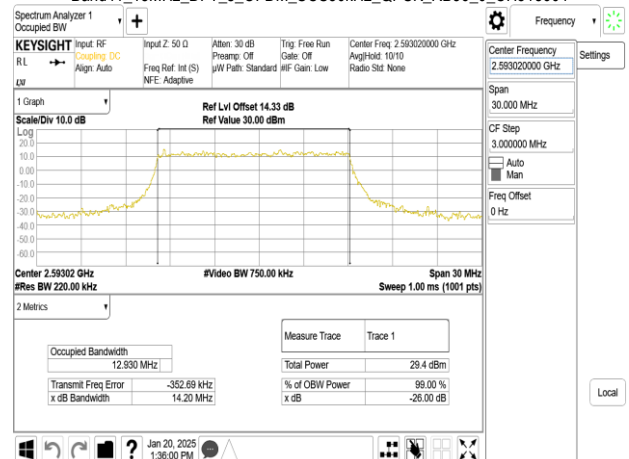 Spectrum Analyzer 1
Occupied BW
Frequency
KEYSIGHT
RL
Input: RF
Coupling: DC
Align: Auto
Input Z: 50 Ω
Freq Ref: Int (S)
NFE: Adaptive
Atten: 30 dB
Preamp: Off
µW Path: Standard
Trig: Free Run
Gate: Off
#IF Gain: Low
Center Freq: 2.593020000 GHz
Avg|Hold: 10/10
Radio Std: None
Center Frequency
2.593020000 GHz
Settings
Span
30.000 MHz
CF Step
3.000000 MHz
Auto
Man
Freq Offset
0 Hz
1 Graph
Scale/Div 10.0 dB
Ref Lvl Offset 14.33 dB
Ref Value 30.00 dBm
Log
20.0
10.0
0.00
-10.0
-20.0
-30.0
-40.0
-50.0
-60.0
Center 2.59302 GHz
#Video BW 750.00 kHz
Span 30 MHz
#Res BW 220.00 kHz
Sweep 1.00 ms (1001 pts)
2 Metrics
Measure Trace
Trace 1
Occupied Bandwidth
12.930 MHz
Total Power
29.4 dBm
Transmit Freq Error
-352.69 kHz
% of OBW Power
99.00 %
x dB Bandwidth
14.20 MHz
x dB
-26.00 dB
Local
?
Jan 20, 2025
1:36:00 PM